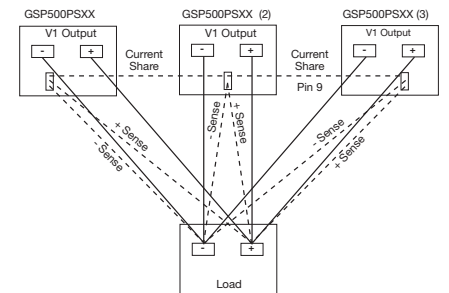 GSP500PSXX GSP500PSXX (2) GSP500PSXX (3)
V1 Output V1 Output V1 Output
- + - + - +
Current Share Current Share
Pin 9
+ Sense
- Sense
- Sense
+ Sense
- Sense
+ Sense
- +
Load